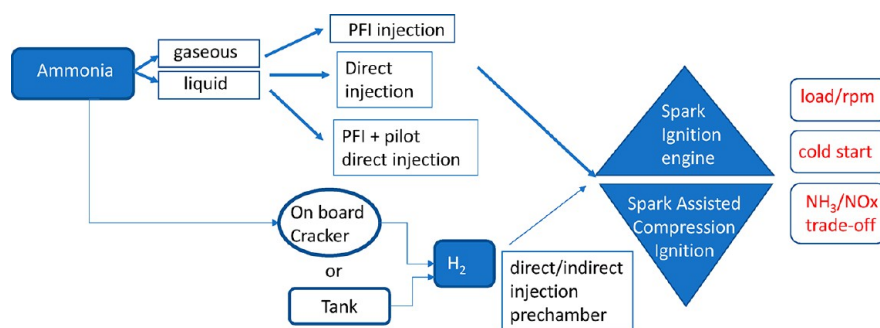 Ammonia
gaseous
liquid
PFI injection
Direct
injection
PFI + pilot
direct injection
On board
Cracker
or
Tank
H₂
direct/indirect
injection
prechamber
Spark
Ignition
engine
Spark Assisted
Compression
Ignition
load/rpm
cold start
NH₃/NOx
trade-off